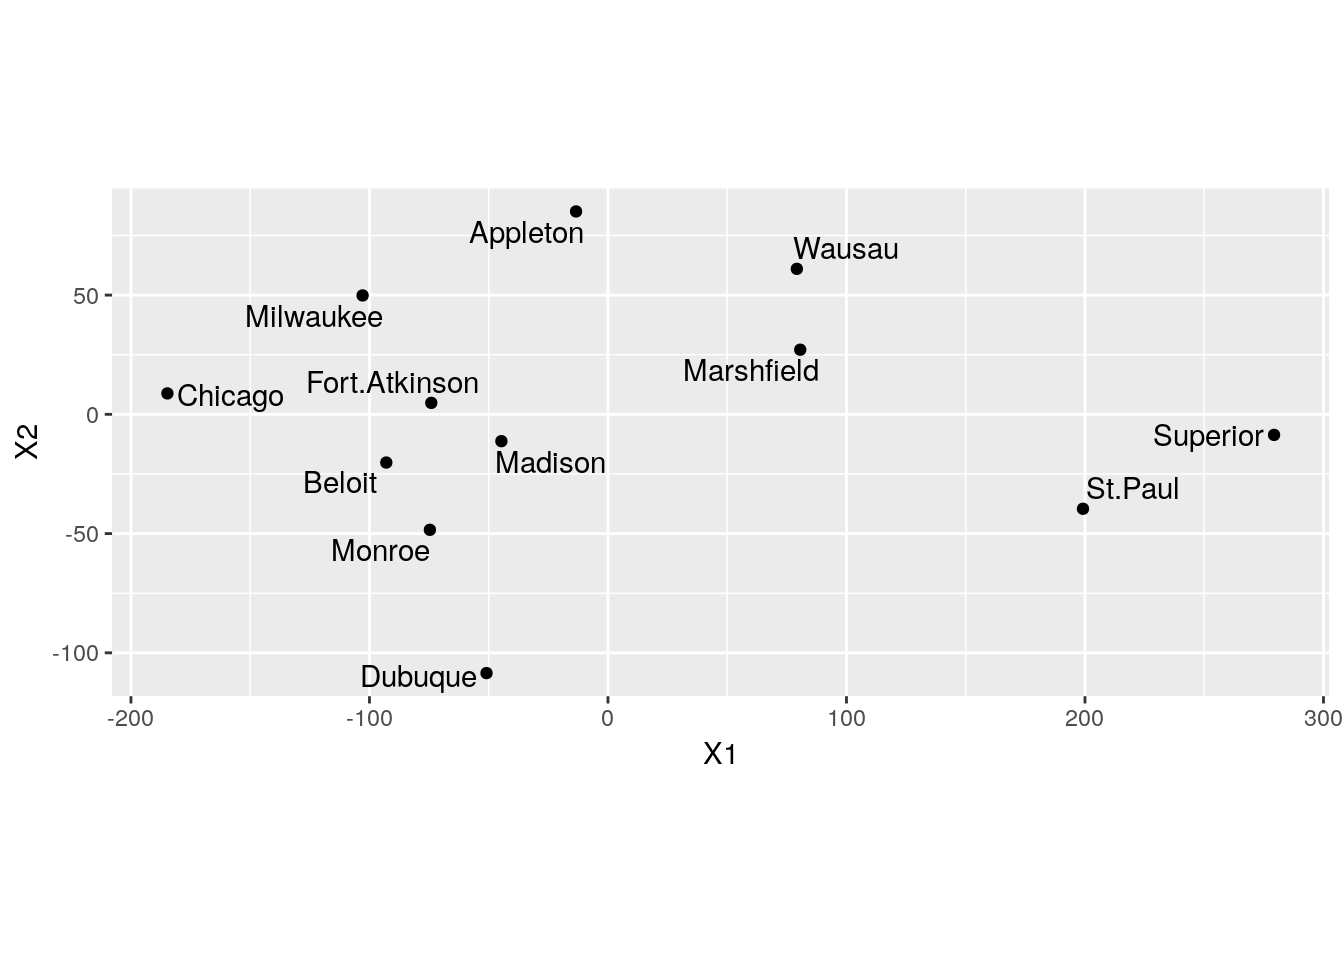 Appleton
Wausau
50
Milwaukee
Marshfield
Fort.Atkinson
Chicago
0
Superior
Madison
Beloit
St.Paul
-50
Monroe
-100
Dubuque
-200 -100 0 100 200 300
X1
X2